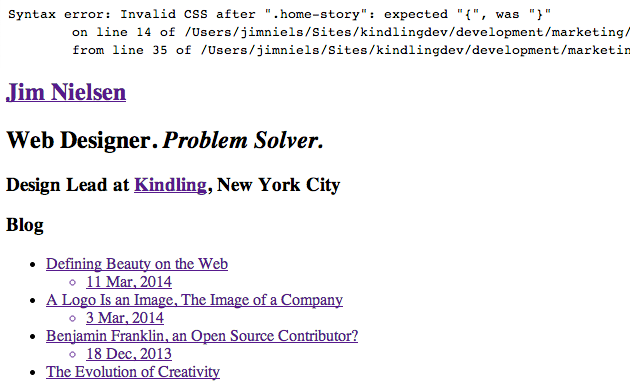 Syntax error: Invalid CSS after ".home-story": expected "{", was "}"
on line 14 of /Users/jimniels/Sites/kindlingdev/development/marketing/
from line 35 of /Users/jimniels/Sites/kindlingdev/development/marketin
Jim Nielsen
Web Designer. Problem Solver.
Design Lead at Kindling, New York City
Blog
Defining Beauty on the Web
11 Mar, 2014
A Logo Is an Image, The Image of a Company
3 Mar, 2014
Benjamin Franklin, an Open Source Contributor?
18 Dec, 2013
The Evolution of Creativity